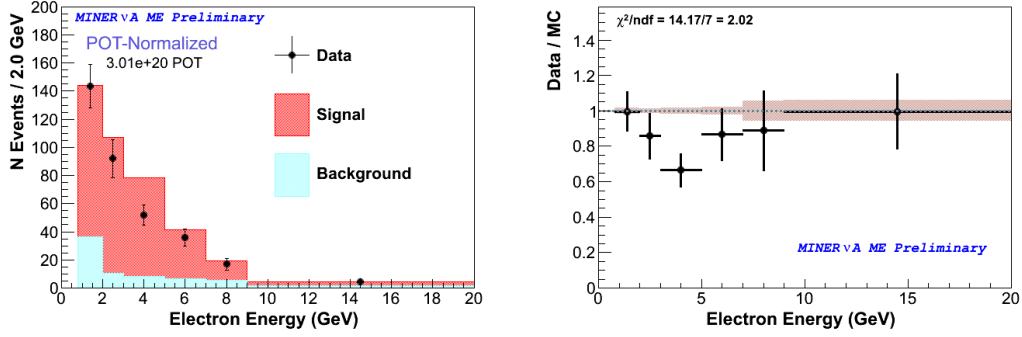 MINERνA ME Preliminary
POT-Normalized
3.01e+20 POT
Data
Signal
Background
N Events / 2.0 GeV
200
180
160
140
120
100
80
60
40
20
0
0 2 4 6 8 10 12 14 16 18 20
Electron Energy (GeV)
χ²/ndf = 14.17/7 = 2.02
Data / MC
1.4
1.2
1
0.8
0.6
0.4
0.2
0
MINERνA ME Preliminary
0 5 10 15 20
Electron Energy (GeV)